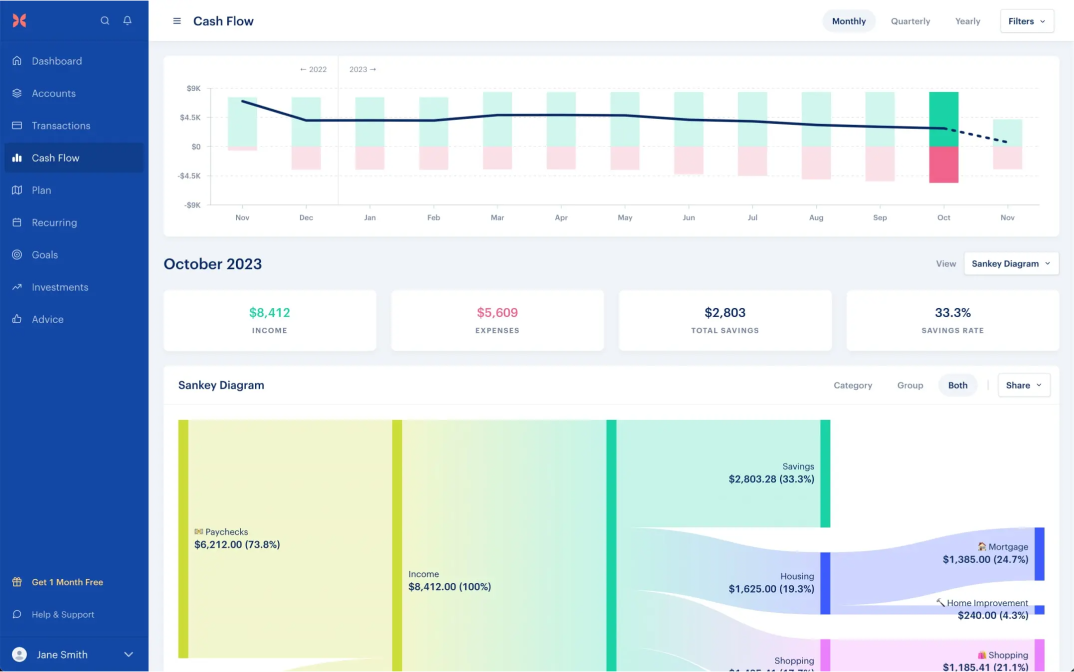 Cash Flow
Monthly
Quarterly
Yearly
Filters
Dashboard
Accounts
Transactions
Cash Flow
Plan
Recurring
Goals
Investments
Advice
Get 1 Month Free
Help & Support
Jane Smith
← 2022
2023 →
$9K
$4.5K
$0
-$4.5K
-$9K
Nov
Dec
Jan
Feb
Mar
Apr
May
Jun
Jul
Aug
Sep
Oct
Nov
October 2023
View
Sankey Diagram
$8,412
INCOME
$5,609
EXPENSES
$2,803
TOTAL SAVINGS
33.3%
SAVINGS RATE
Sankey Diagram
Category
Group
Both
Share
Paychecks
$6,212.00 (73.8%)
Income
$8,412.00 (100%)
Savings
$2,803.28 (33.3%)
Housing
$1,625.00 (19.3%)
Mortgage
$1,385.00 (24.7%)
Home Improvement
$240.00 (4.3%)
Shopping
Shopping
$1,185.41 (21.1%)